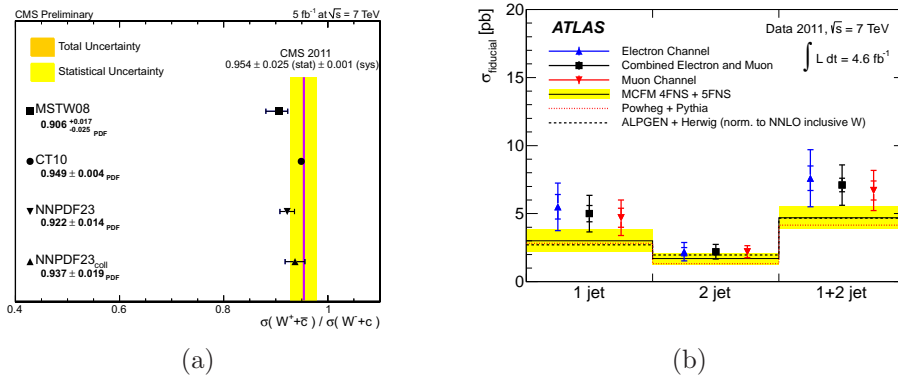 CMS Preliminary
5 fb⁻¹ at √s = 7 TeV
Total Uncertainty
Statistical Uncertainty
CMS 2011
0.954 ± 0.025 (stat) ± 0.001 (sys)
MSTW08
0.906 +0.017 -0.025 PDF
CT10
0.949 ± 0.004 PDF
NNPDF23
0.922 ± 0.014 PDF
NNPDF23coll
0.937 ± 0.019 PDF
0.4 0.6 0.8 1
σ(W⁺+c̄) / σ(W⁻+c)
(a)
σfiducial [pb]
20
15
10
5
0
ATLAS
Data 2011, √s = 7 TeV
∫ L dt = 4.6 fb⁻¹
Electron Channel
Combined Electron and Muon
Muon Channel
MCFM 4FNS + 5FNS
Powheg + Pythia
ALPGEN + Herwig (norm. to NNLO inclusive W)
1 jet 2 jet 1+2 jet
(b)